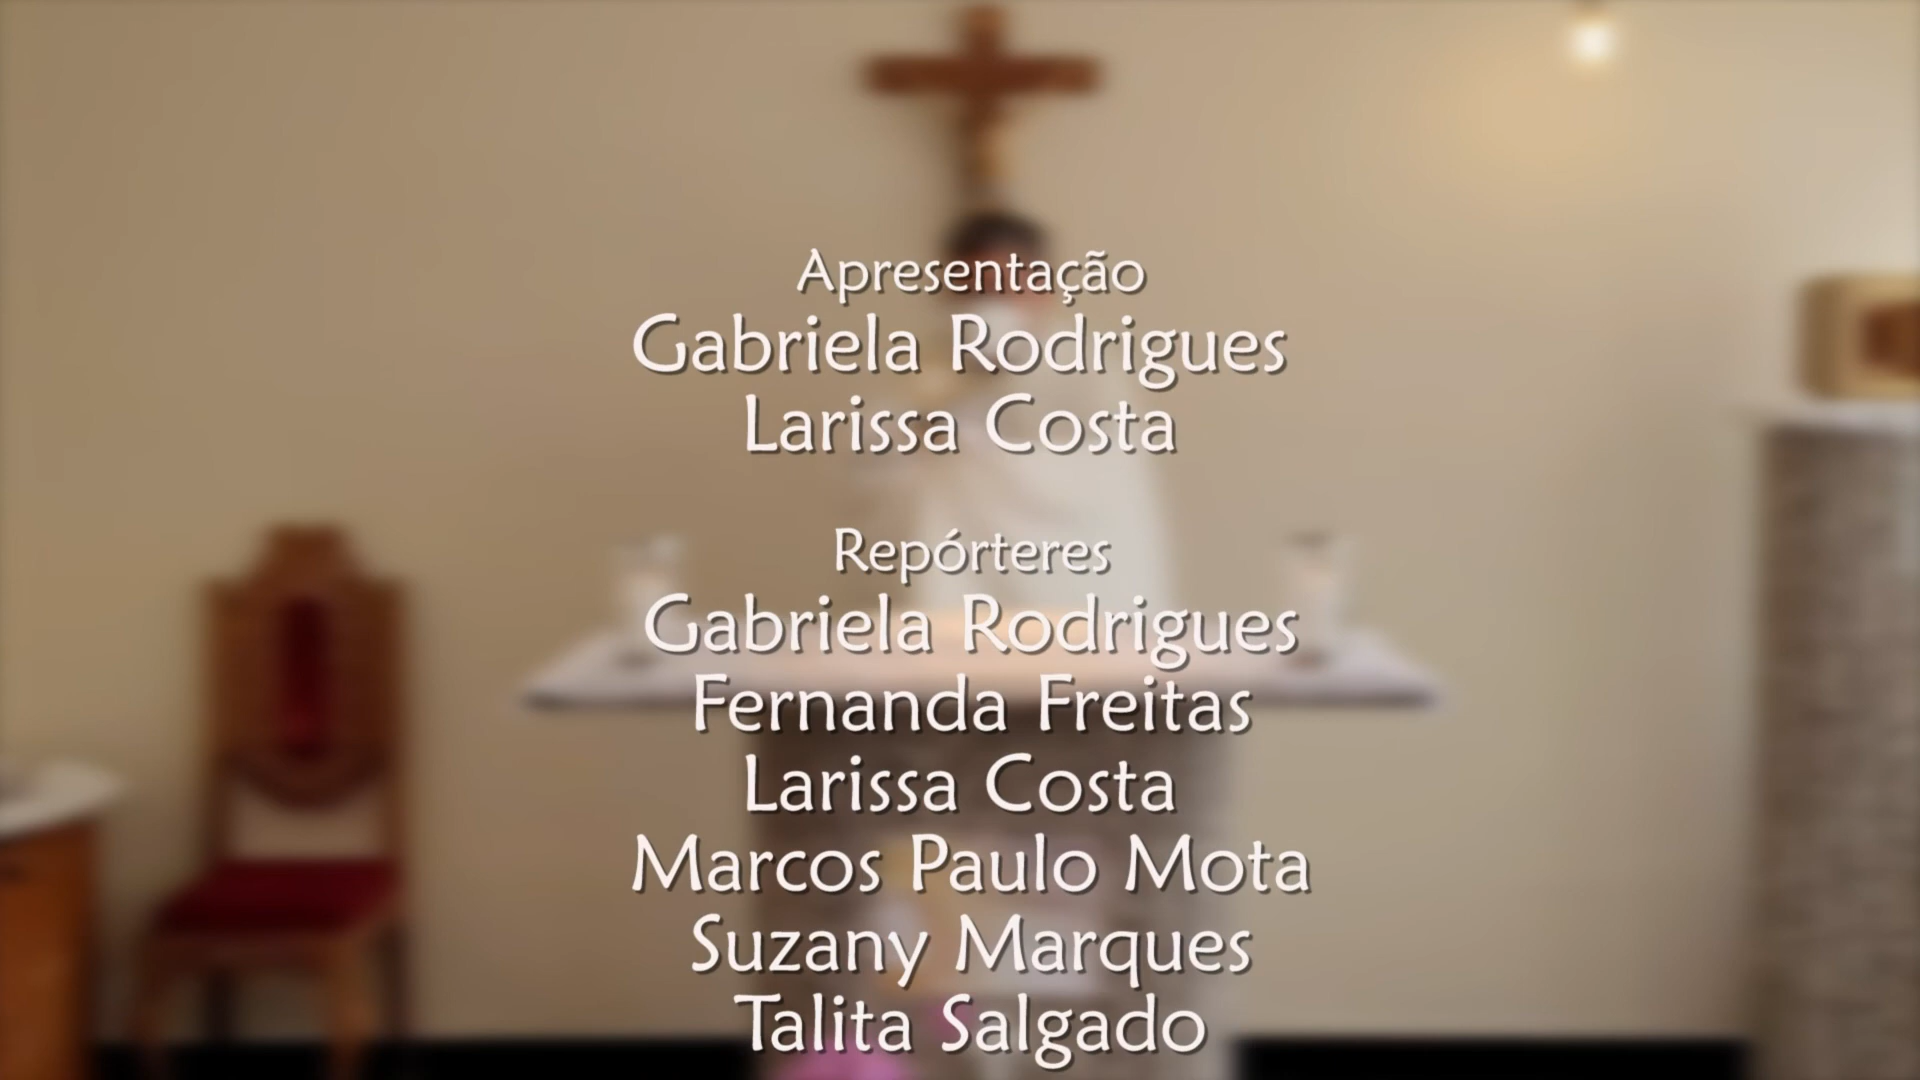 Apresentação
Gabriela Rodrigues
Larissa Costa
Repórteres
Gabriela Rodrigues
Fernanda Freitas
Larissa Costa
Marcos Paulo Mota
Suzany Marques
Talita Salgado